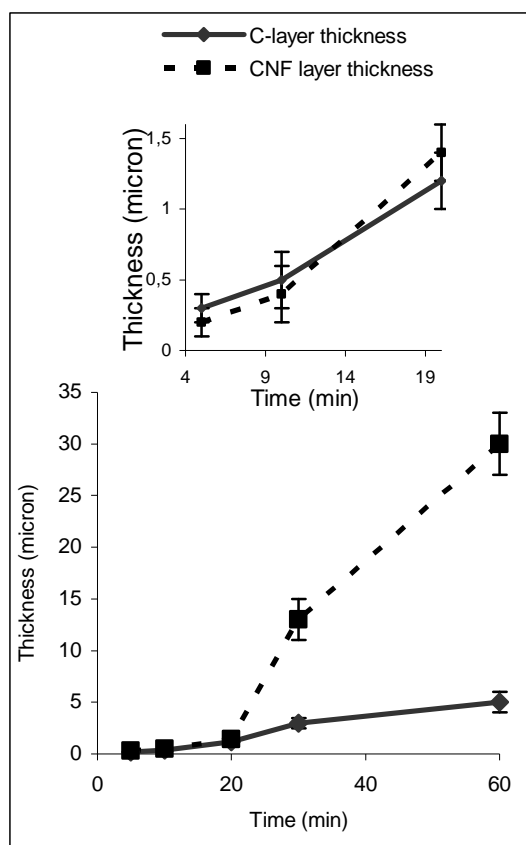 C-layer thickness
CNF layer thickness
Thickness (micron)
1,5
1
0,5
0
4 9 14 19
Time (min)
Thickness (micron)
35
30
25
20
15
10
5
0
0 20 40 60
Time (min)